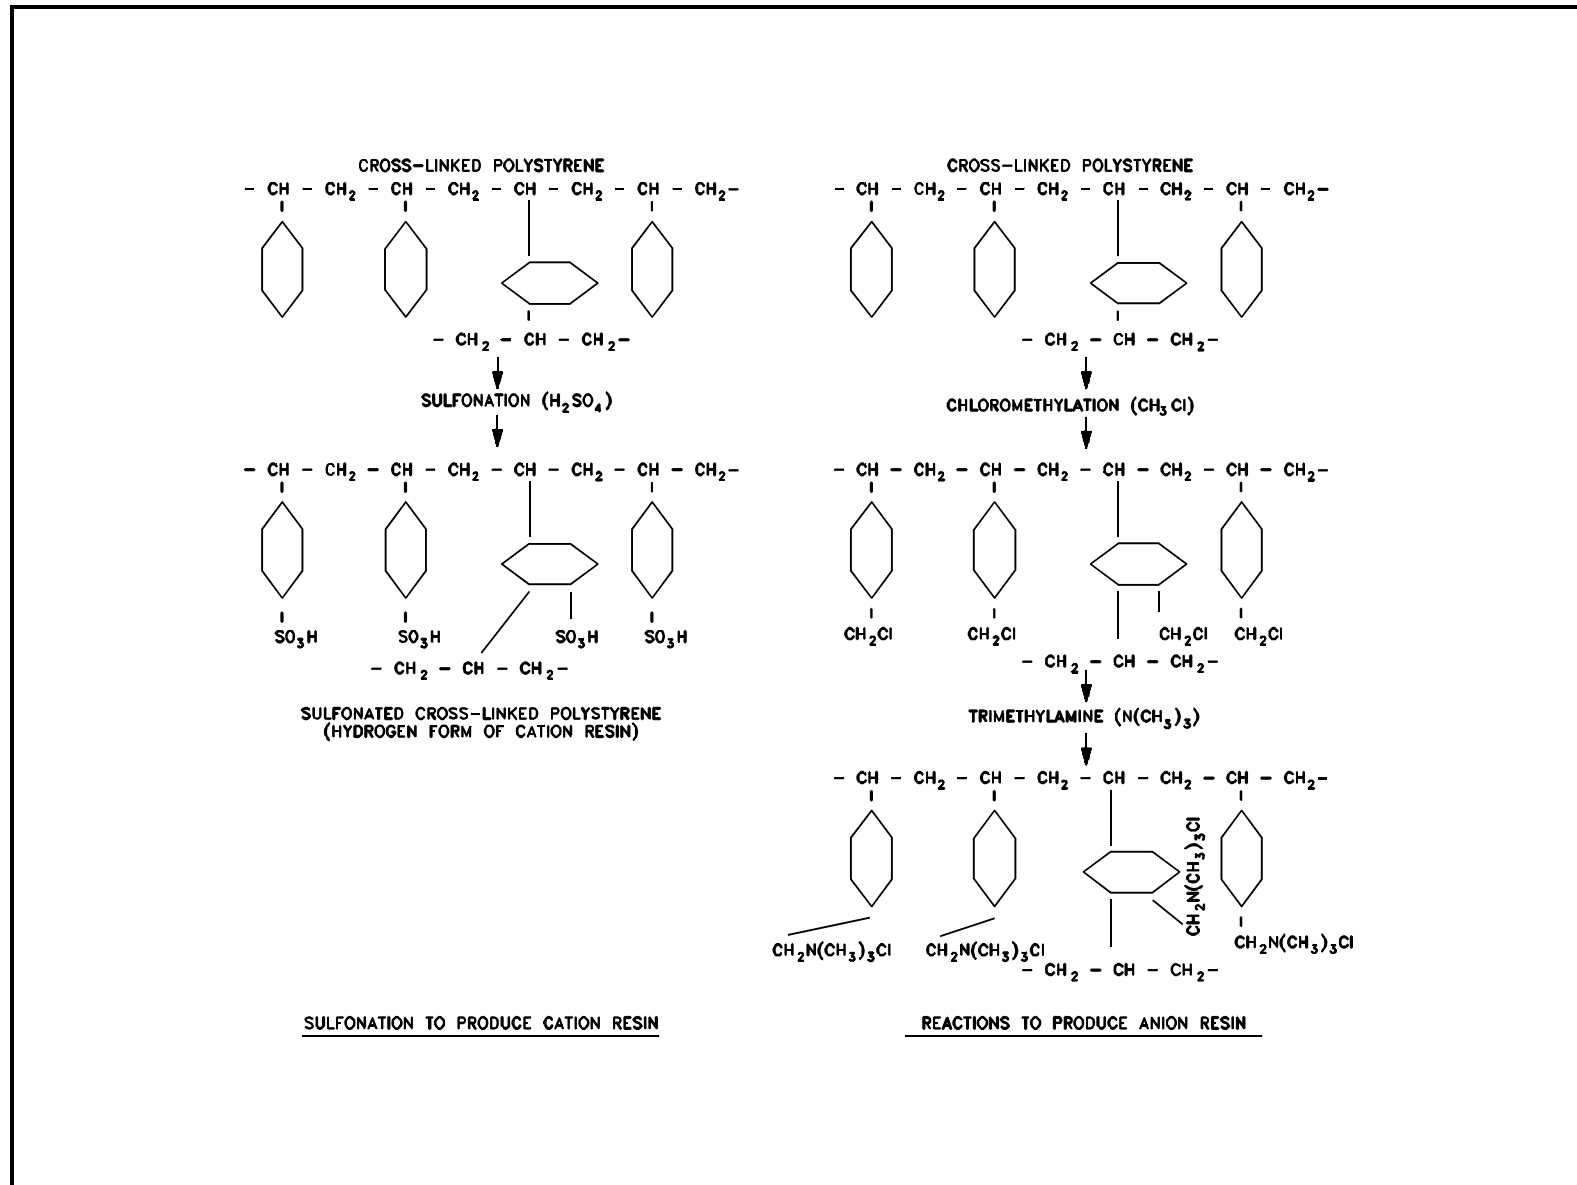 CROSS-LINKED POLYSTYRENE
- CH - CH2 - CH - CH2 - CH - CH2 - CH - CH2-
- CH2 - CH - CH2-
SULFONATION (H2SO4)
- CH - CH2 - CH - CH2 - CH - CH2 - CH - CH2-
SO3H SO3H SO3H SO3H
- CH2 - CH - CH2-
SULFONATED CROSS-LINKED POLYSTYRENE
(HYDROGEN FORM OF CATION RESIN)
SULFONATION TO PRODUCE CATION RESIN
CROSS-LINKED POLYSTYRENE
- CH - CH2 - CH - CH2 - CH - CH2 - CH - CH2-
- CH2 - CH - CH2-
CHLOROMETHYLATION (CH3Cl)
- CH - CH2 - CH - CH2 - CH - CH2 - CH - CH2-
CH2Cl CH2Cl CH2Cl CH2Cl
- CH2 - CH - CH2-
TRIMETHYLAMINE (N(CH3)3)
- CH - CH2 - CH - CH2 - CH - CH2 - CH - CH2-
CH2N(CH3)3Cl
CH2N(CH3)3Cl CH2N(CH3)3Cl CH2N(CH3)3Cl
- CH2 - CH - CH2-
REACTIONS TO PRODUCE ANION RESIN